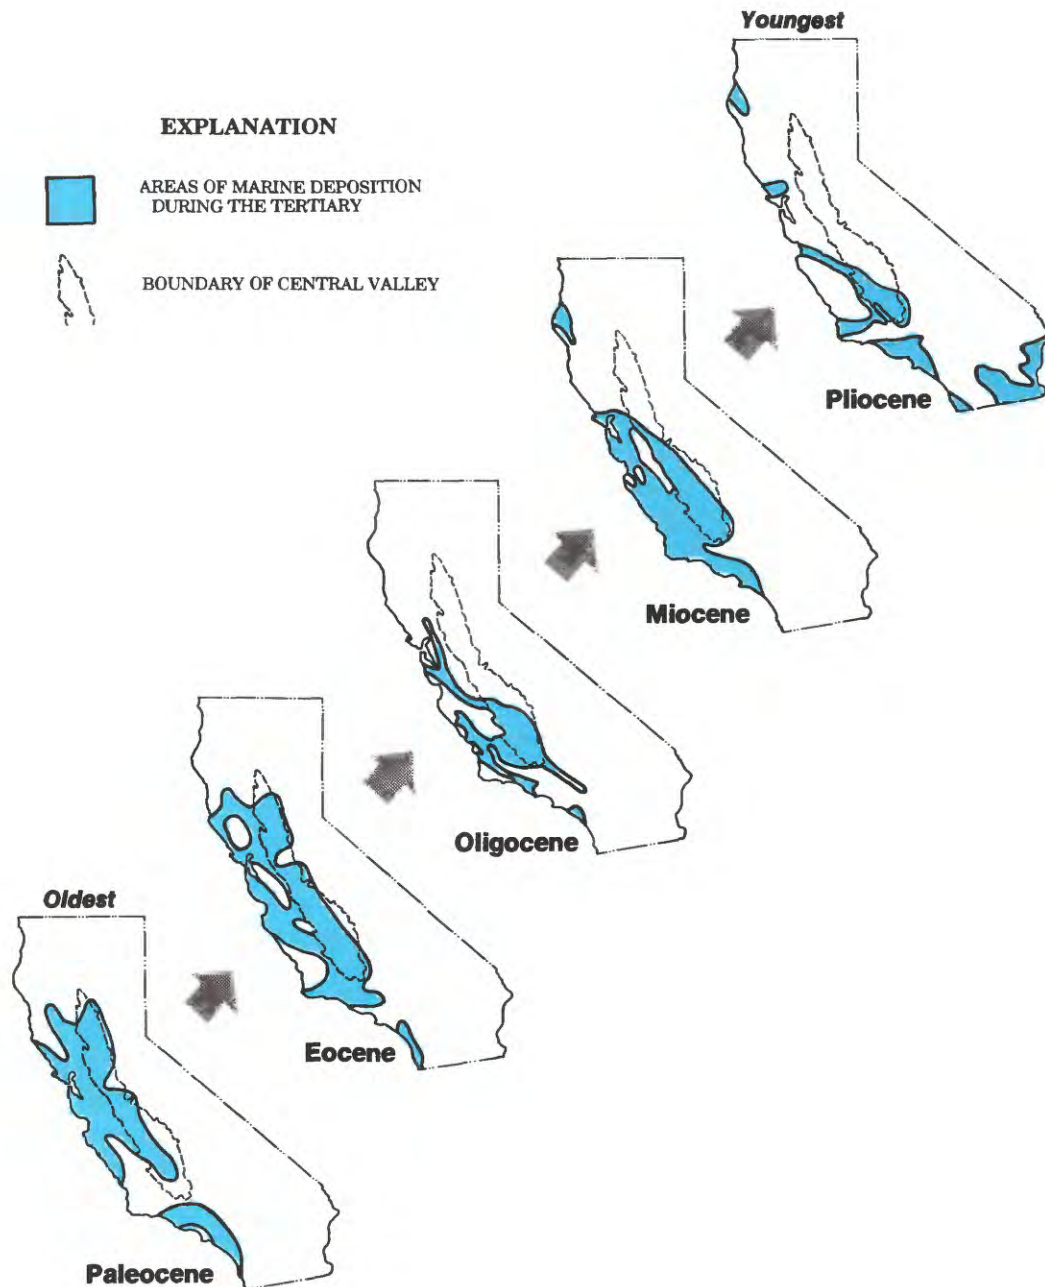 Youngest
EXPLANATION
AREAS OF MARINE DEPOSITION
DURING THE TERTIARY
BOUNDARY OF CENTRAL VALLEY
Pliocene
Miocene
Oligocene
Oldest
Eocene
Paleocene